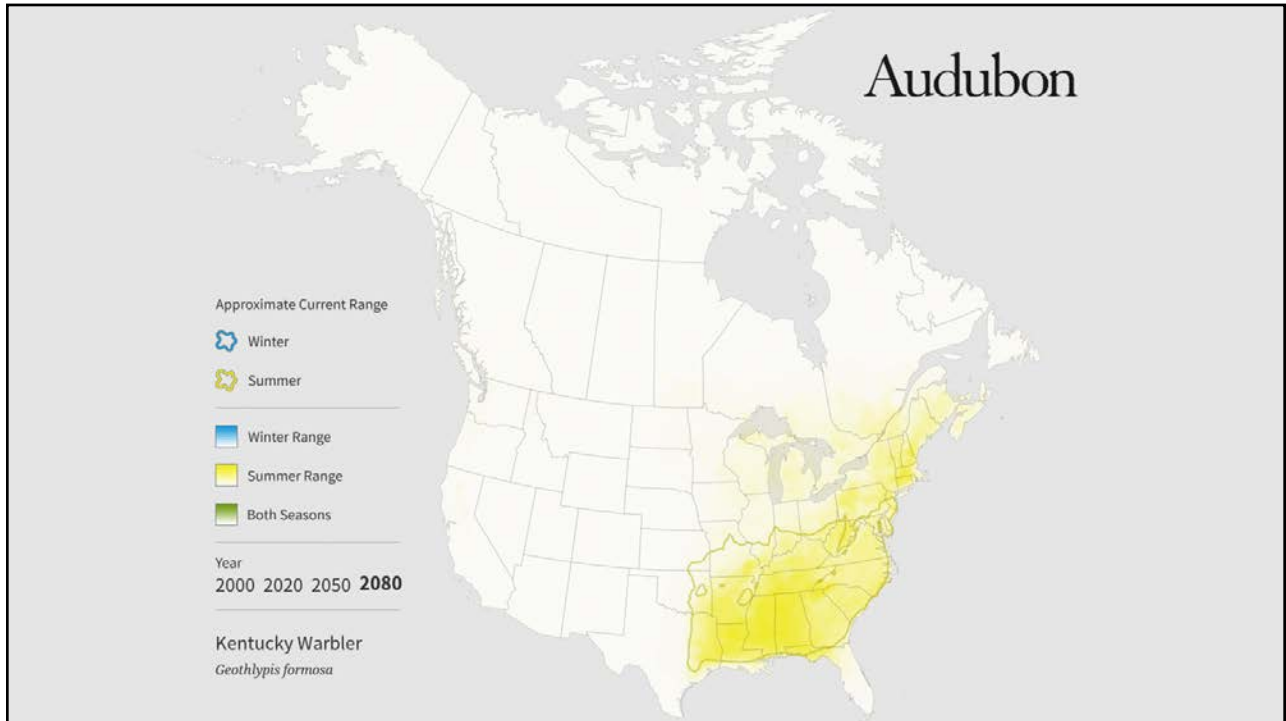 Audubon
Approximate Current Range
Winter
Summer
Winter Range
Summer Range
Both Seasons
Year
2000 2020 2050 2080
Kentucky Warbler
Geothlypis formosa